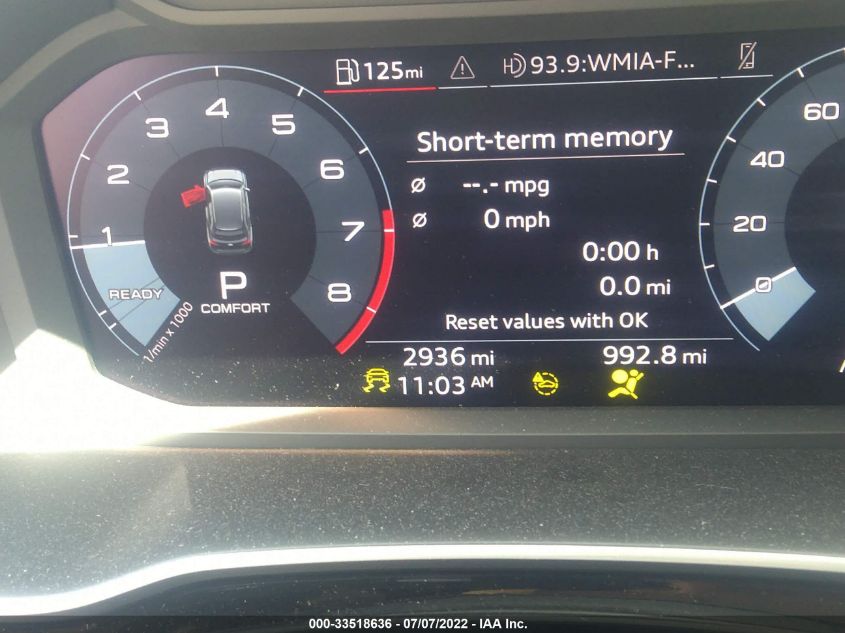 125mi
93.9:WMIA-F...
Short-term memory
Ø --.- mpg
Ø 0 mph
0:00 h
0.0 mi
Reset values with OK
2936 mi 992.8 mi
11:03 AM
1 2 3 4 5 6 7 8
READY
P
COMFORT
1/min x 1000
0 20 40 60
000-33518636 - 07/07/2022 - IAA Inc.